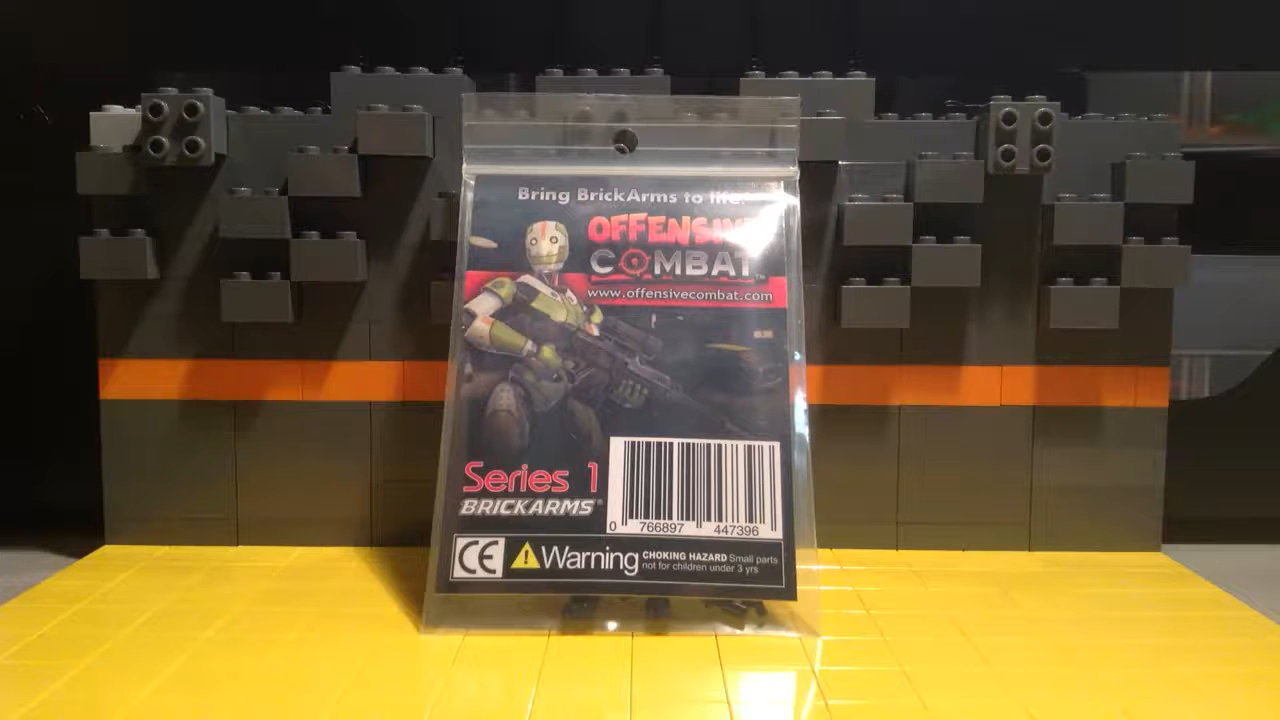 Bring BrickArms to life!
OFFENSIVE
COMBAT™
www.offensivecombat.com
Series 1
BRICKARMS®
0 766897 447396
CE Warning CHOKING HAZARD Small parts
not for children under 3 yrs